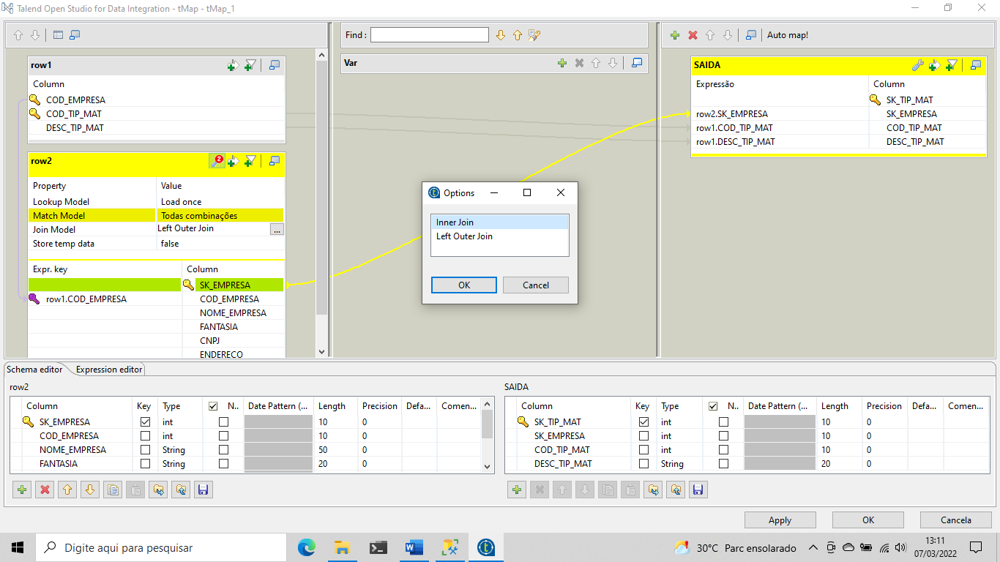 Talend Open Studio for Data Integration - tMap - tMap_1
Find :
Auto map!
row1
Column
COD_EMPRESA
COD_TIP_MAT
DESC_TIP_MAT
row2
2
Property Value
Lookup Model Load once
Match Model Todas combinações
Join Model Left Outer Join ...
Store temp data false
Expr. key Column
SK_EMPRESA
row1.COD_EMPRESA COD_EMPRESA
NOME_EMPRESA
FANTASIA
CNPJ
ENDERECO
Var
SAIDA
Expressão Column
SK_TIP_MAT
row2.SK_EMPRESA SK_EMPRESA
row1.COD_TIP_MAT COD_TIP_MAT
row1.DESC_TIP_MAT DESC_TIP_MAT
Options
Inner Join
Left Outer Join
OK Cancel
Schema editor Expression editor
row2
Column Key Type N.. Date Pattern (... Length Precision Defa... Comen...
SK_EMPRESA int 10 0
COD_EMPRESA int 10 0
NOME_EMPRESA String 50 0
FANTASIA String 20 0
SAIDA
Column Key Type N.. Date Pattern (... Length Precision Defa... Comen...
SK_TIP_MAT int 10 0
SK_EMPRESA int 10 0
COD_TIP_MAT int 10 0
DESC_TIP_MAT String 20 0
Apply OK Cancela
Digite aqui para pesquisar
30°C Parc ensolarado
13:11
07/03/2022